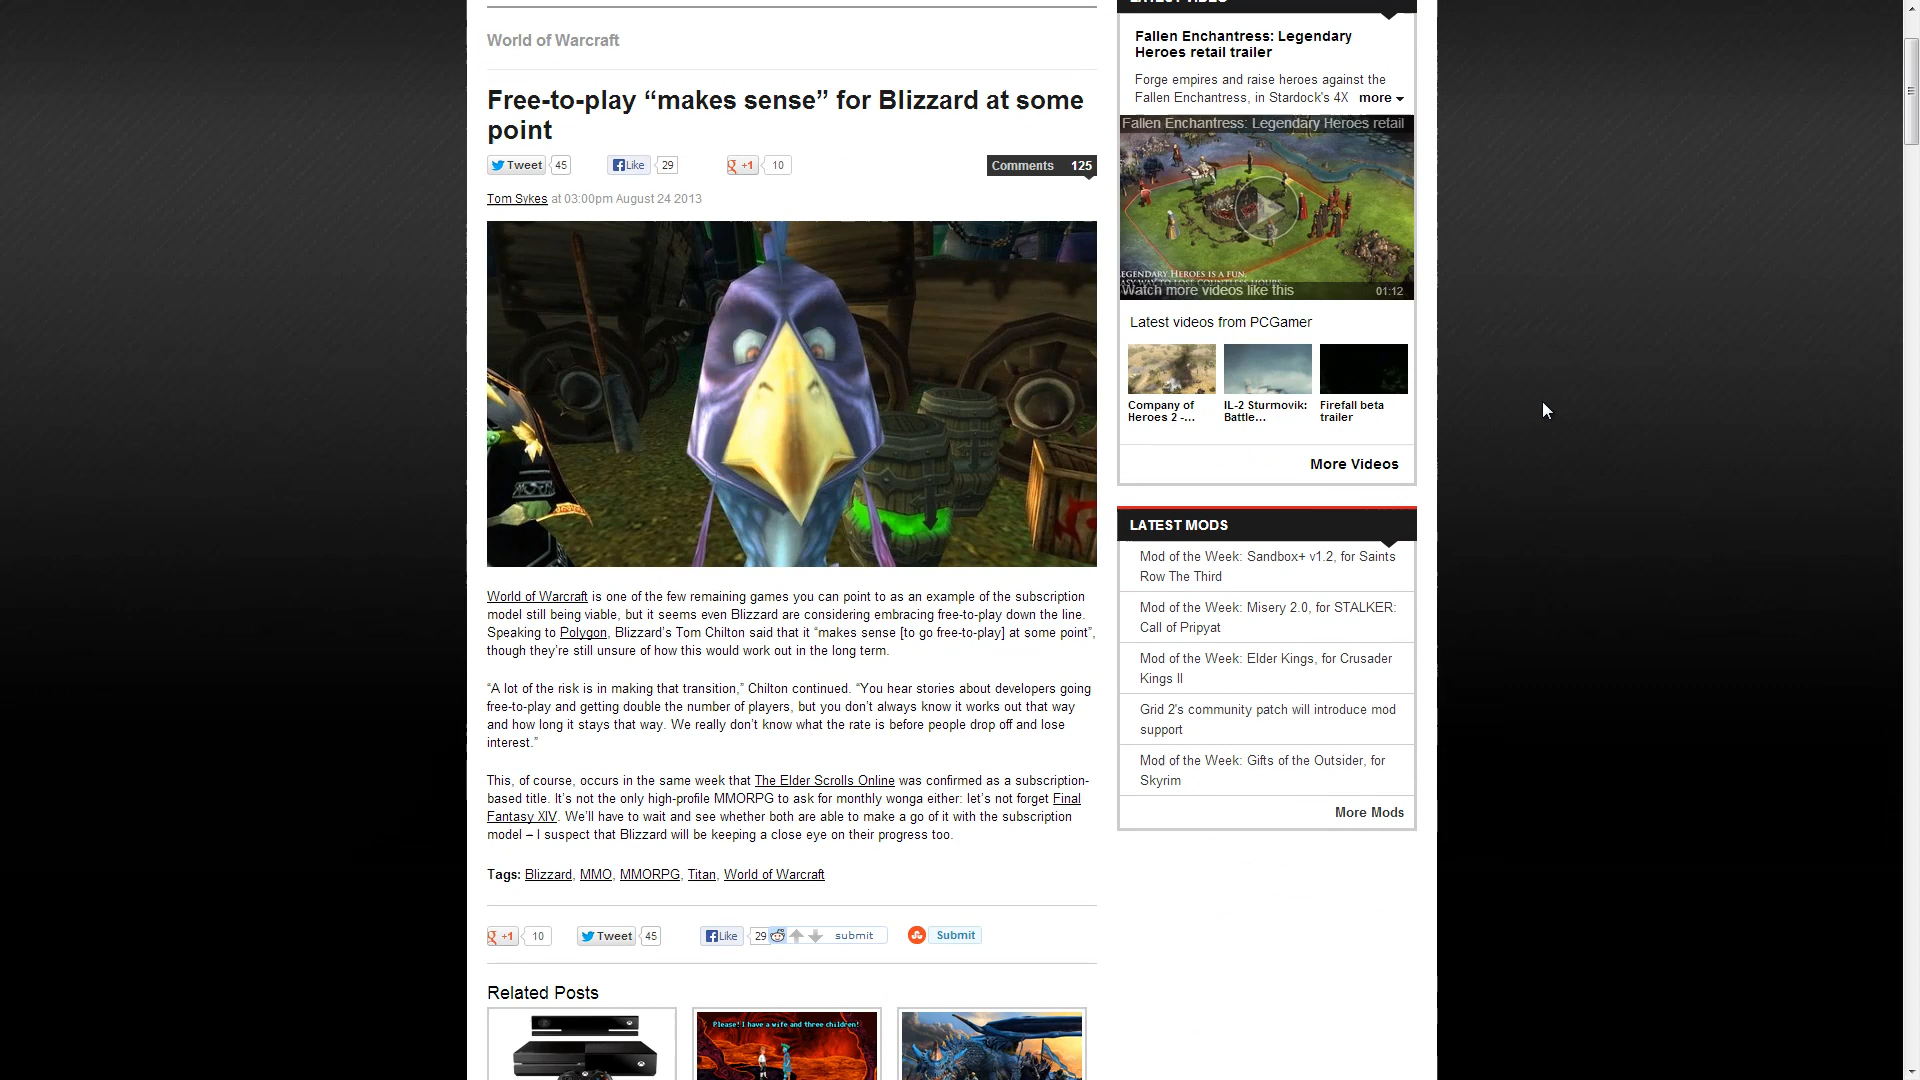 World of Warcraft
Free-to-play “makes sense” for Blizzard at some
point
Tweet 45
Like 29
+1 10
Comments 125
Tom Sykes at 03:00pm August 24 2013
World of Warcraft is one of the few remaining games you can point to as an example of the subscription
model still being viable, but it seems even Blizzard are considering embracing free-to-play down the line.
Speaking to Polygon, Blizzard’s Tom Chilton said that it “makes sense [to go free-to-play] at some point”,
though they’re still unsure of how this would work out in the long term.
“A lot of the risk is in making that transition,” Chilton continued. “You hear stories about developers going
free-to-play and getting double the number of players, but you don’t always know it works out that way
and how long it stays that way. We really don’t know what the rate is before people drop off and lose
interest.”
This, of course, occurs in the same week that The Elder Scrolls Online was confirmed as a subscription-
based title. It’s not the only high-profile MMORPG to ask for monthly wonga either: let’s not forget Final
Fantasy XIV. We’ll have to wait and see whether both are able to make a go of it with the subscription
model – I suspect that Blizzard will be keeping a close eye on their progress too.
Tags: Blizzard, MMO, MMORPG, Titan, World of Warcraft
g +1 10
Tweet 45
Like 29
submit
Submit
Related Posts
Please! I have a wife and three children!
LATEST VIDEO
Fallen Enchantress: Legendary
Heroes retail trailer
Forge empires and raise heroes against the
Fallen Enchantress, in Stardock's 4X more
Fallen Enchantress: Legendary Heroes retail
EGENDARY HEROES IS A FUN,
Watch more videos like this 01:12
Latest videos from PCGamer
Company of
Heroes 2 -...
IL-2 Sturmovik:
Battle...
Firefall beta
trailer
More Videos
LATEST MODS
Mod of the Week: Sandbox+ v1.2, for Saints
Row The Third
Mod of the Week: Misery 2.0, for STALKER:
Call of Pripyat
Mod of the Week: Elder Kings, for Crusader
Kings II
Grid 2's community patch will introduce mod
support
Mod of the Week: Gifts of the Outsider, for
Skyrim
More Mods